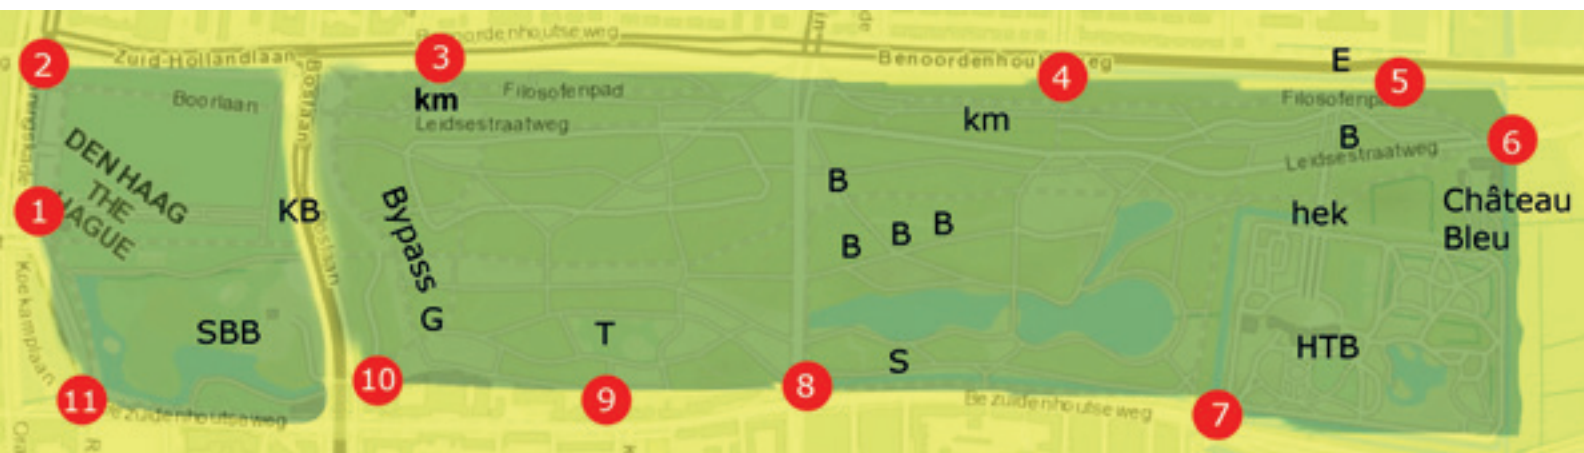 2
Zuid-Hollandlaan
3
Benoordenhoutseweg
E
4
5
Boorlaan
km
Filosofenpad
Leidsestraatweg
km
B
Leidsestraatweg
6
DEN HAAG
THE
HAGUE
1
KB
Bypass
B
B
B
B
hek
Château
Bleu
Koekamplaan
SBB
G
T
S
HTB
10
9
8
7
11
Bezuidenhoutseweg